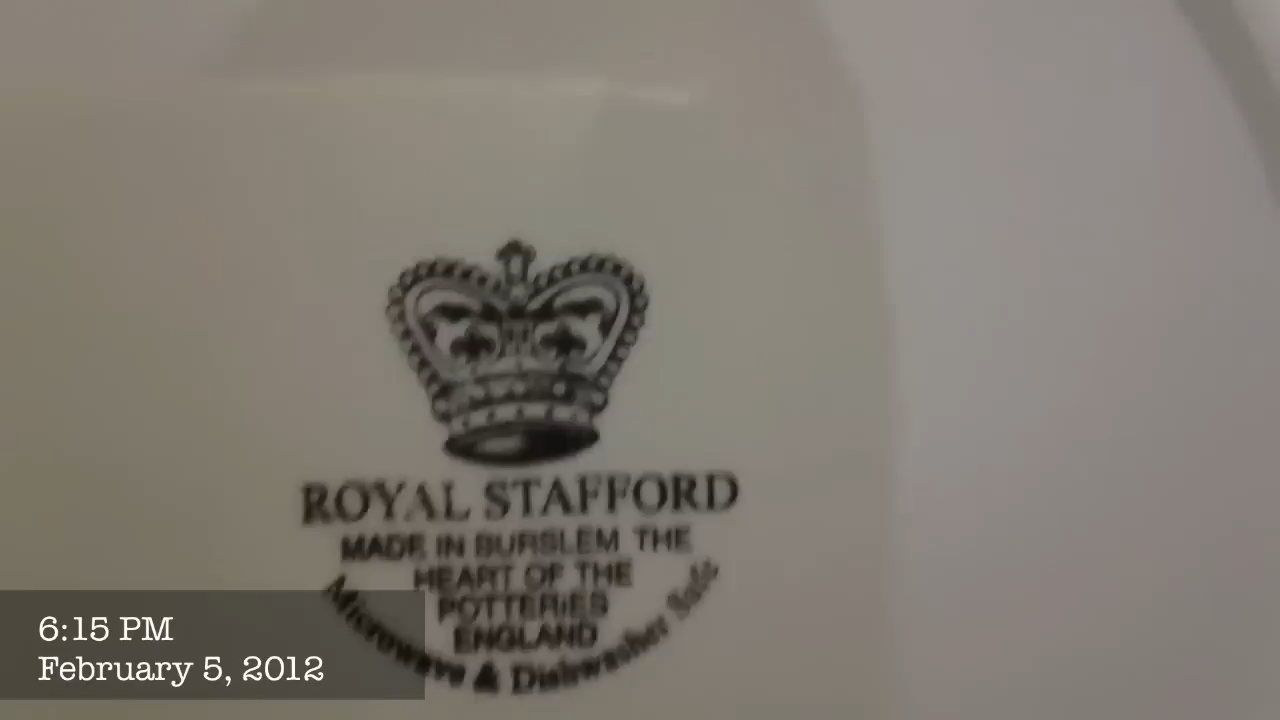 ROYAL STAFFORD
MADE IN BURSLEM THE
HEART OF THE
POTTERIES
ENGLAND
Microwave & Dishwasher Safe
6:15 PM
February 5, 2012